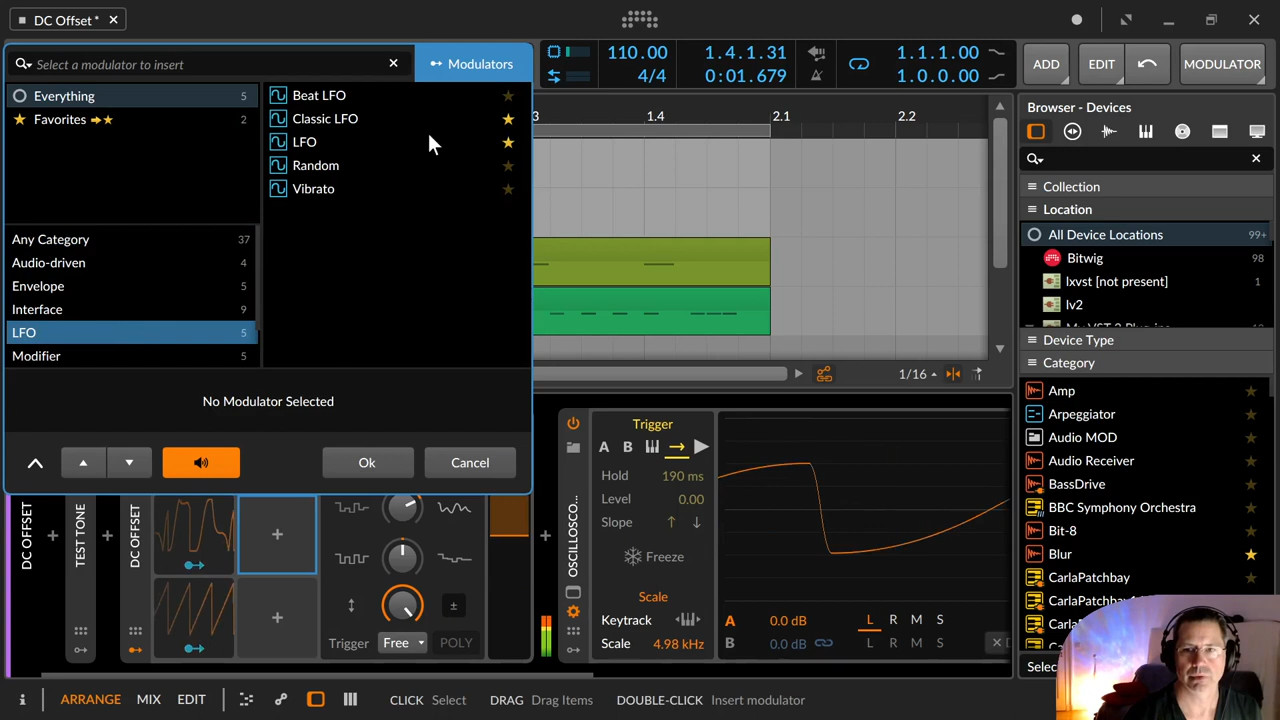 DC Offset *
Select a modulator to insert
Modulators
Everything 5
Favorites 2
Any Category 37
Audio-driven 4
Envelope 5
Interface 9
LFO 5
Modifier 5
Beat LFO
Classic LFO
LFO
Random
Vibrato
No Modulator Selected
Ok
Cancel
110.00
4/4
1.4.1.31
0:01.679
1.1.1.00
1.0.0.00
ADD
EDIT
MODULATOR
3
1.4
2.1
2.2
1/16
Browser - Devices
Collection
Location
All Device Locations 99+
Bitwig 98
lxvst [not present] 1
lv2
Device Type
Category
Amp
Arpeggiator
Audio MOD
Audio Receiver
BassDrive
BBC Symphony Orchestra
Bit-8
Blur
CarlaPatchbay
DC OFFSET
TEST TONE
DC OFFSET
Trigger Free
POLY
OSCILLOSCO...
Trigger
A B
Hold 190 ms
Level 0.00
Slope
Freeze
Scale
Keytrack
Scale 4.98 kHz
A 0.0 dB L R M S
B 0.0 dB L R M S
ARRANGE
MIX
EDIT
CLICK Select
DRAG Drag Items
DOUBLE-CLICK Insert modulator